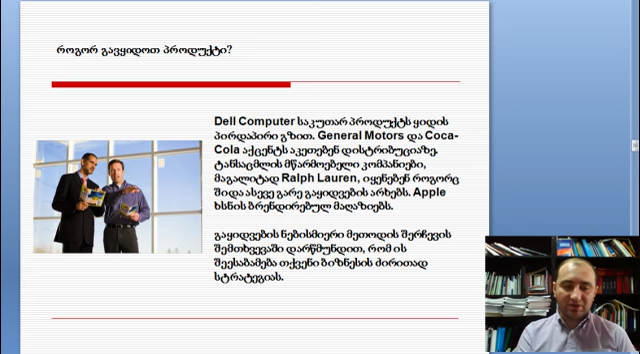 როგორ გავყიდოთ პროდუქტი?
Dell Computer საკუთარ პროდუქტს ყიდის
პირდაპირი გზით. General Motors და Coca-
Cola აქცენტს აკეთებენ დისტრიბუციაზე.
ტანსაცმლის მწარმოებელი კომპანიები,
მაგალიტად Ralph Lauren, იყენებენ როგორც
შიდა ასევე გარე გაყიდვების არხებს. Apple
ხსნის ბრენდირებულ მაღაზიებს.
გაყიდვების ნებისმიერი მეთოდის შერჩევის
შემთხვევაში დარწმუნდით, რომ ის
შეესაბამება თქვენი ბიზნესის ძირითად
სტრატეგიას.